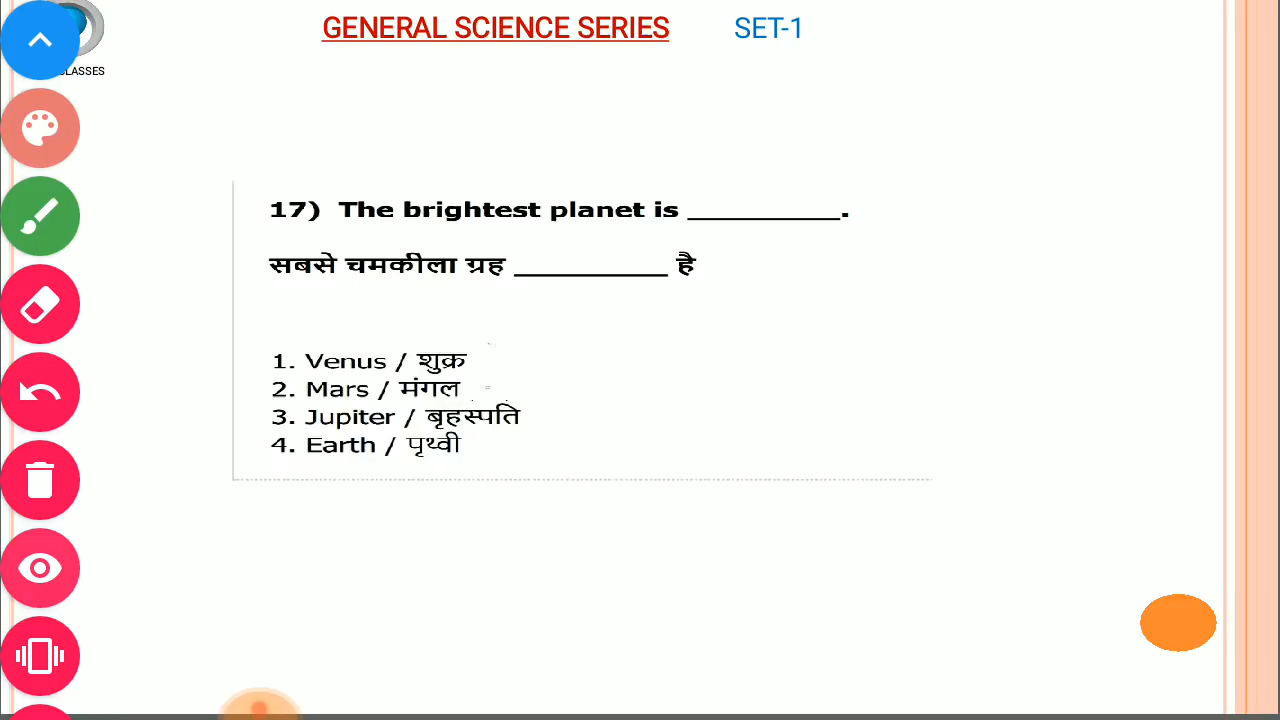 GENERAL SCIENCE SERIES SET-1
LASSES
17) The brightest planet is __________.
सबसे चमकीला ग्रह __________ है
1. Venus / शुक्र
2. Mars / मंगल
3. Jupiter / बृहस्पति
4. Earth / पृथ्वी